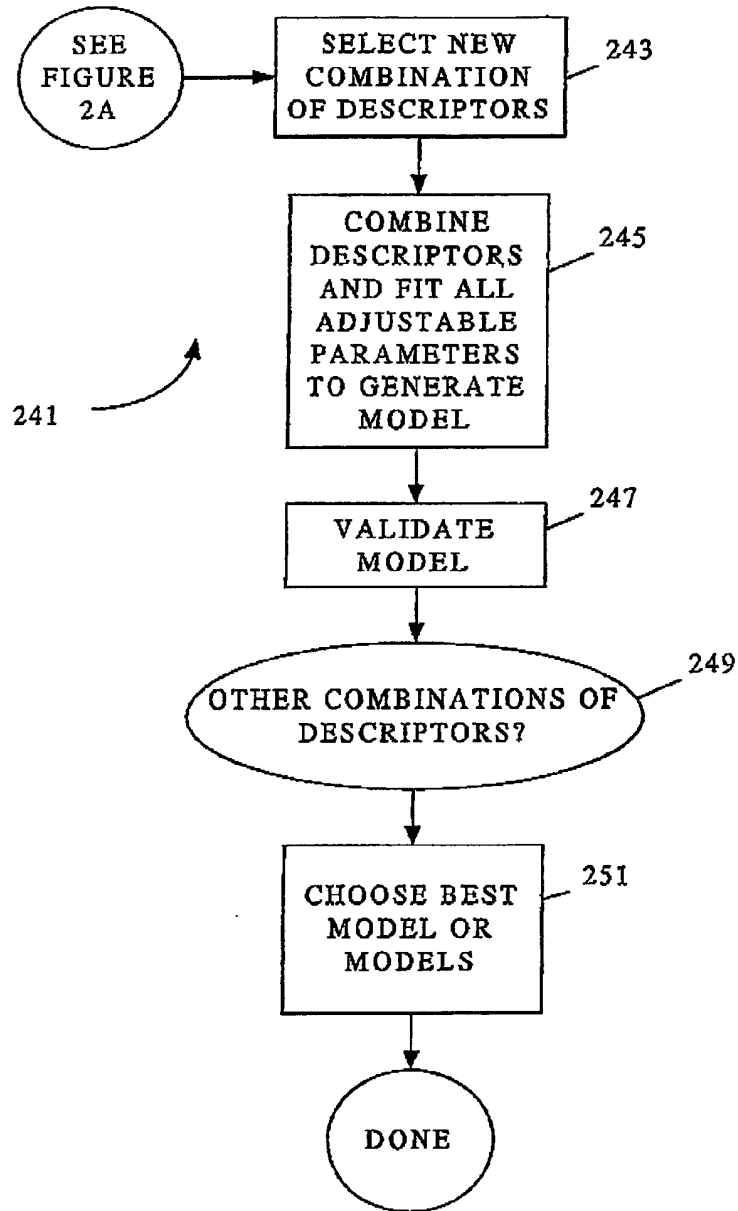 SEE
FIGURE
2A
SELECT NEW
COMBINATION
OF DESCRIPTORS
243
COMBINE
DESCRIPTORS
AND FIT ALL
ADJUSTABLE
PARAMETERS
TO GENERATE
MODEL
245
241
VALIDATE
MODEL
247
OTHER COMBINATIONS OF
DESCRIPTORS?
249
CHOOSE BEST
MODEL OR
MODELS
251
DONE